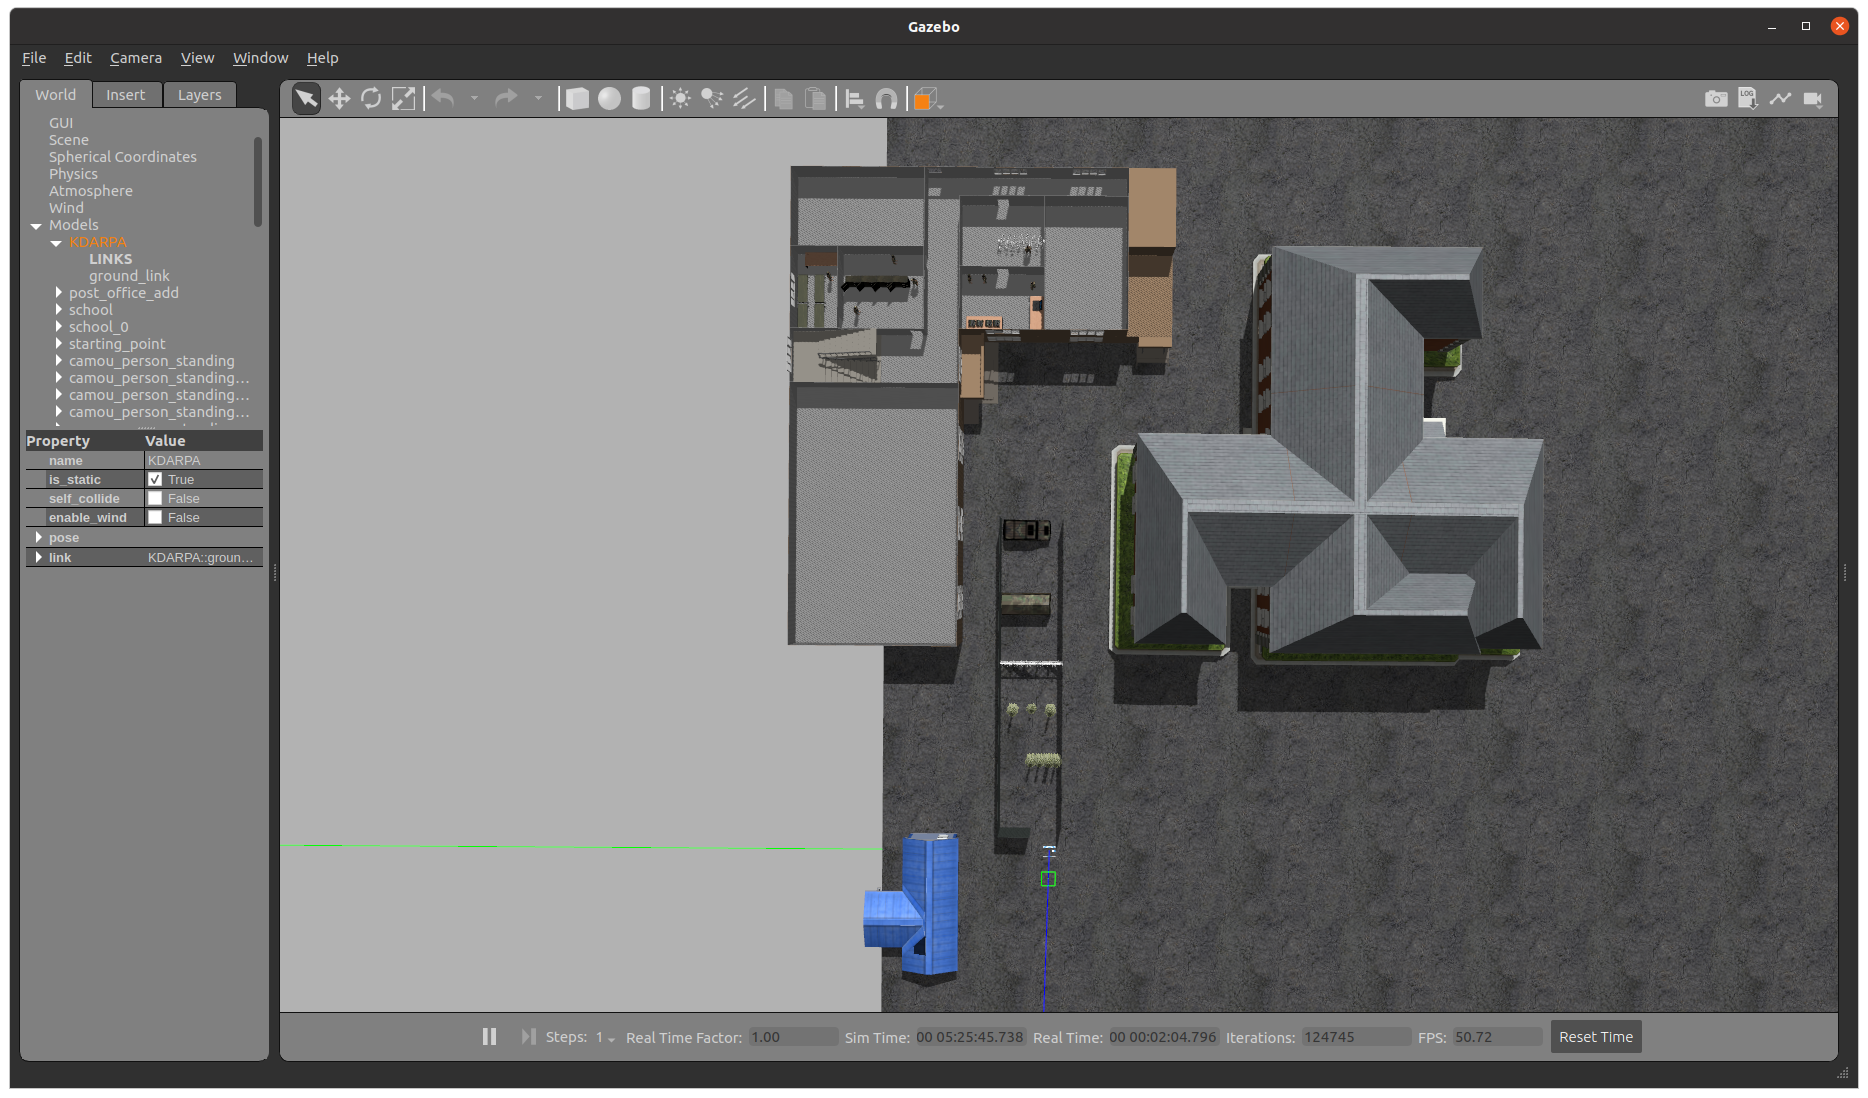 Gazebo
File Edit Camera View Window Help
World Insert Layers
GUI
Scene
Spherical Coordinates
Physics
Atmosphere
Wind
Models
KDARPA
LINKS
ground_link
post_office_add
school
school_0
starting_point
camou_person_standing
camou_person_standing...
camou_person_standing...
camou_person_standing...
Property Value
name KDARPA
is_static True
self_collide False
enable_wind False
pose
link KDARPA::groun...
LOG
Steps: 1 Real Time Factor: 1.00 Sim Time: 00 05:25:45.738 Real Time: 00 00:02:04.796 Iterations: 124745 FPS: 50.72 Reset Time